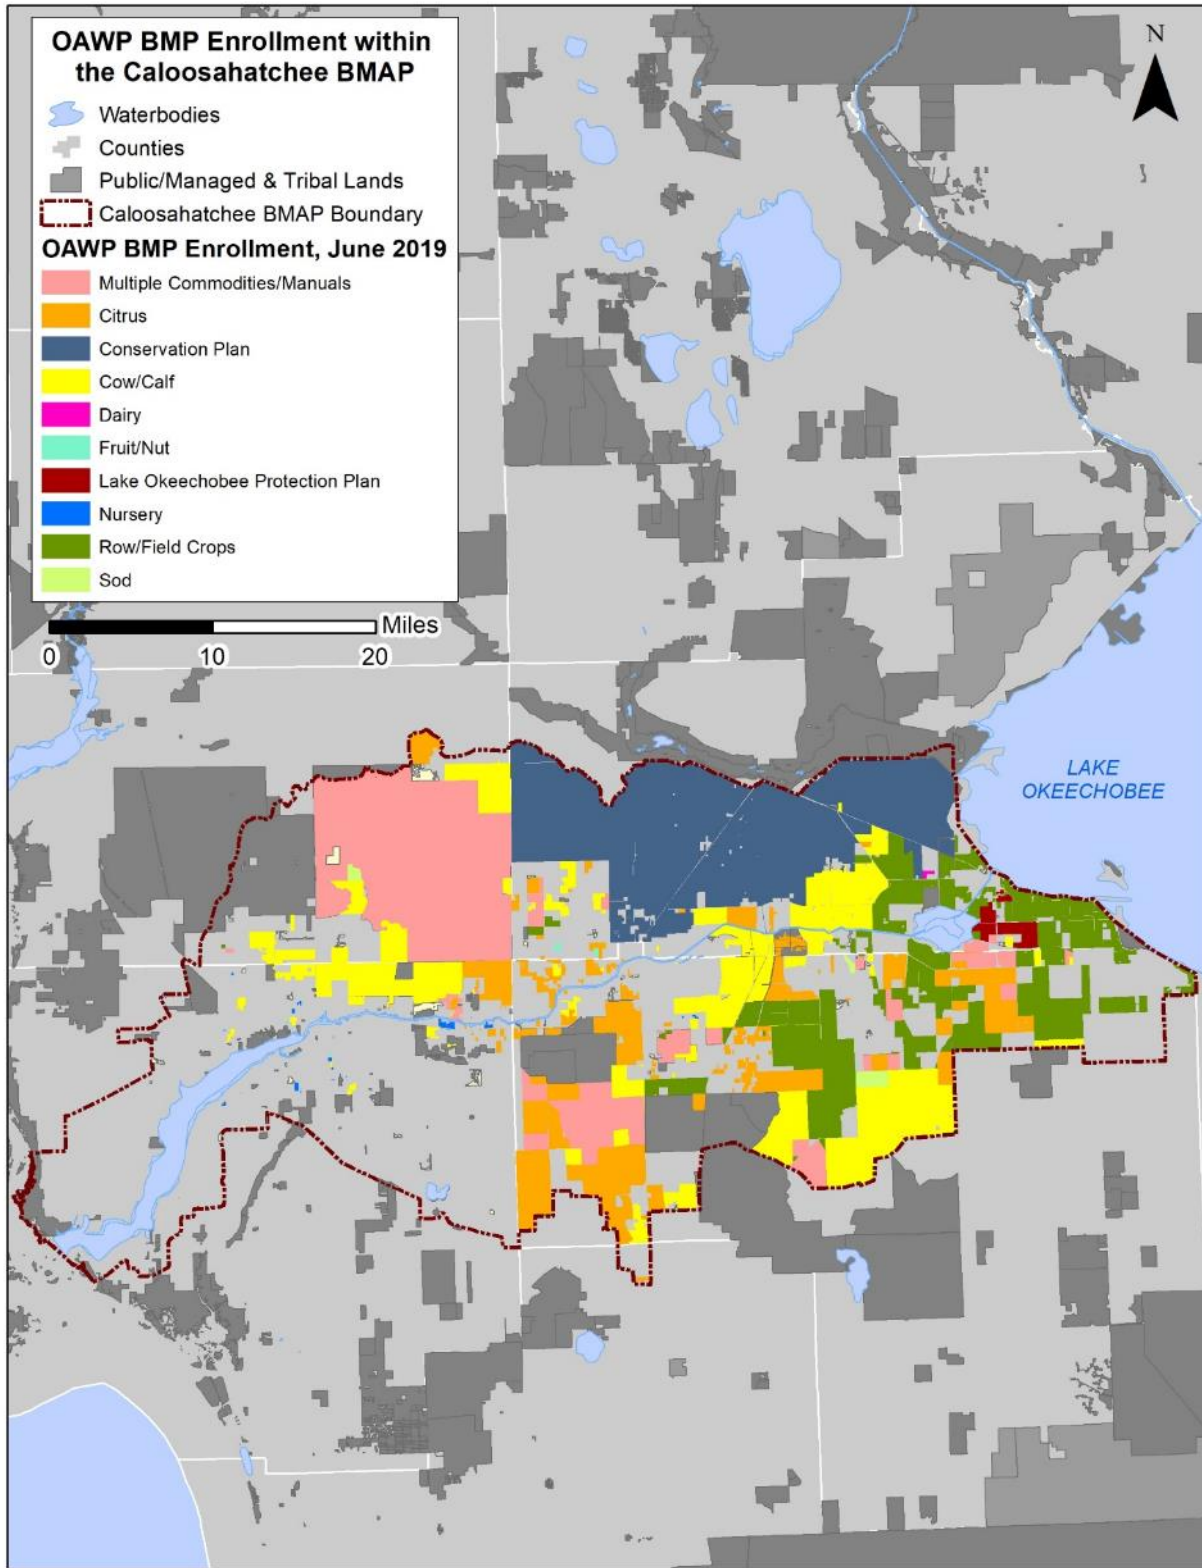 OAWP BMP Enrollment within
the Caloosahatchee BMAP
Waterbodies
Counties
Public/Managed & Tribal Lands
Caloosahatchee BMAP Boundary
OAWP BMP Enrollment, June 2019
Multiple Commodities/Manuals
Citrus
Conservation Plan
Cow/Calf
Dairy
Fruit/Nut
Lake Okeechobee Protection Plan
Nursery
Row/Field Crops
Sod
Miles
0 10 20
N
LAKE
OKEECHOBEE